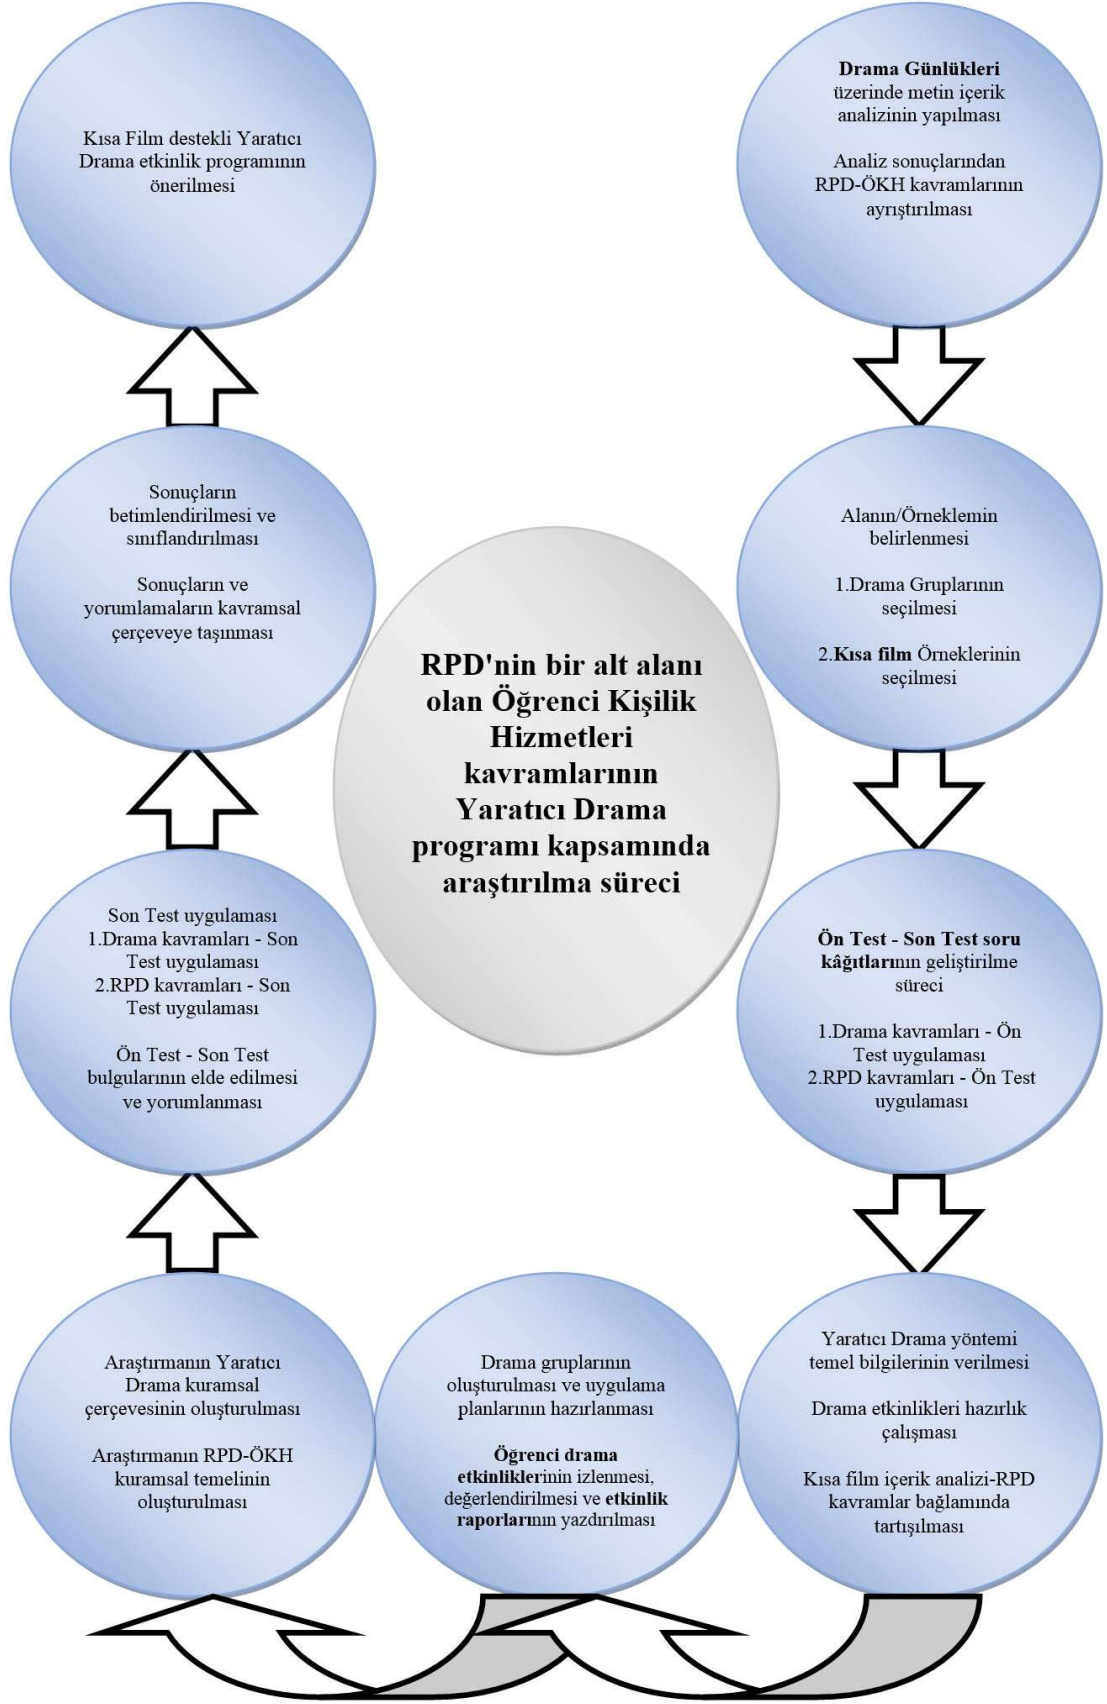 Drama Günlükleri
üzerinde metin içerik
analizinin yapılması
Analiz sonuçlarından
RPD-ÖKH kavramlarının
ayrıştırılması
Alanın/Örneklemin
belirlenmesi
1.Drama Gruplarının
seçilmesi
2.Kısa film Örneklerinin
seçilmesi
Ön Test - Son Test soru
kâğıtlarının geliştirilme
süreci
1.Drama kavramları - Ön
Test uygulaması
2.RPD kavramları - Ön Test
uygulaması
Yaratıcı Drama yöntemi
temel bilgilerinin verilmesi
Drama etkinlikleri hazırlık
çalışması
Kısa film içerik analizi-RPD
kavramlar bağlamında
tartışılması
Drama gruplarının
oluşturulması ve uygulama
planlarının hazırlanması
Öğrenci drama
etkinliklerinin izlenmesi,
değerlendirilmesi ve etkinlik
raporlarının yazdırılması
Araştırmanın Yaratıcı
Drama kuramsal
çerçevesinin oluşturulması
Araştırmanın RPD-ÖKH
kuramsal temelinin
oluşturulması
Son Test uygulaması
1.Drama kavramları - Son
Test uygulaması
2.RPD kavramları - Son
Test uygulaması
Ön Test - Son Test
bulgularının elde edilmesi
ve yorumlanması
Sonuçların
betimlendirilmesi ve
sınıflandırılması
Sonuçların ve
yorumlamaların kavramsal
çerçeveye taşınması
Kısa Film destekli Yaratıcı
Drama etkinlik programının
önerilmesi
RPD'nin bir alt alanı
olan Öğrenci Kişilik
Hizmetleri
kavramlarının
Yaratıcı Drama
programı kapsamında
araştırılma süreci